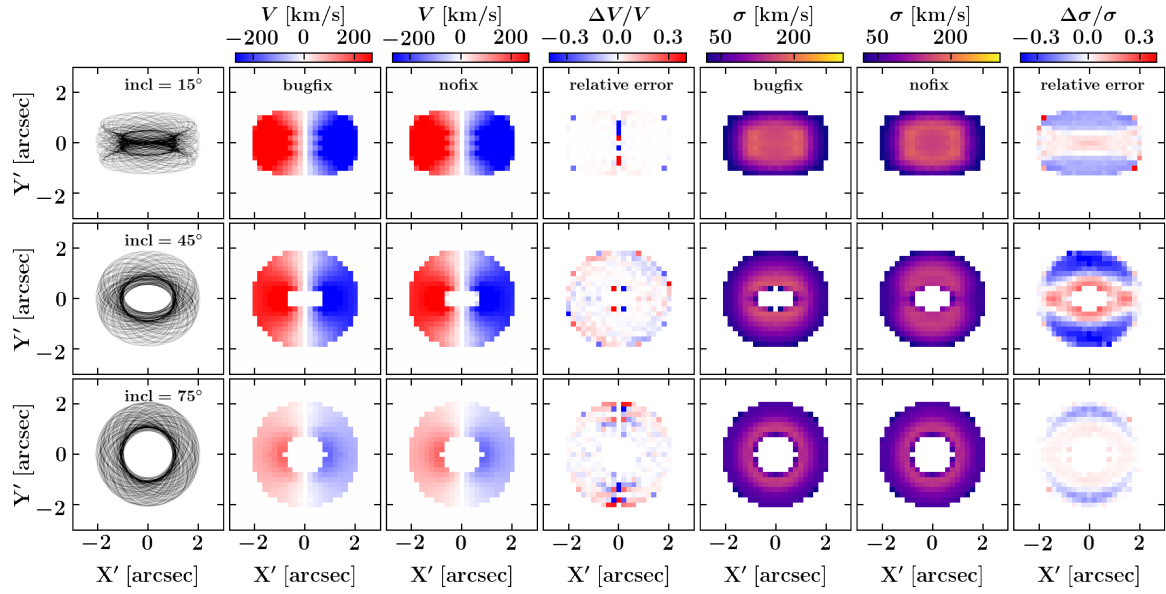 V [km/s] V [km/s] ΔV/V σ [km/s] σ [km/s] Δσ/σ
−200 0 200 −200 0 200 −0.3 0.0 0.3 50 200 50 200 −0.3 0.0 0.3
incl = 15° bugfix nofix relative error bugfix nofix relative error
Y′ [arcsec] 2 0 −2
incl = 45°
Y′ [arcsec] 2 0 −2
incl = 75°
Y′ [arcsec] 2 0 −2
−2 0 2 −2 0 2 −2 0 2 −2 0 2 −2 0 2 −2 0 2 −2 0 2
X′ [arcsec] X′ [arcsec] X′ [arcsec] X′ [arcsec] X′ [arcsec] X′ [arcsec] X′ [arcsec]